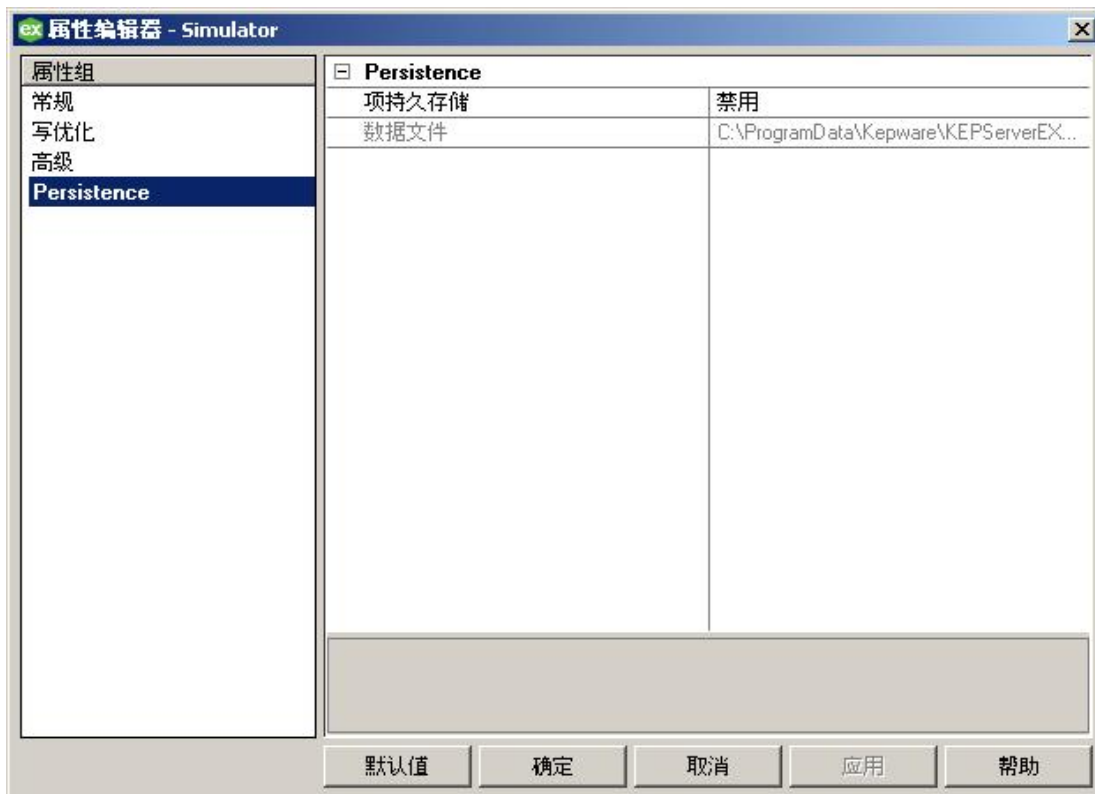 ex 属性编辑器 - Simulator
属性组
常规
写优化
高级
Persistence
Persistence
项持久存储 禁用
数据文件 C:\ProgramData\Kepware\KEPServerEX...
默认值 确定 取消 应用 帮助